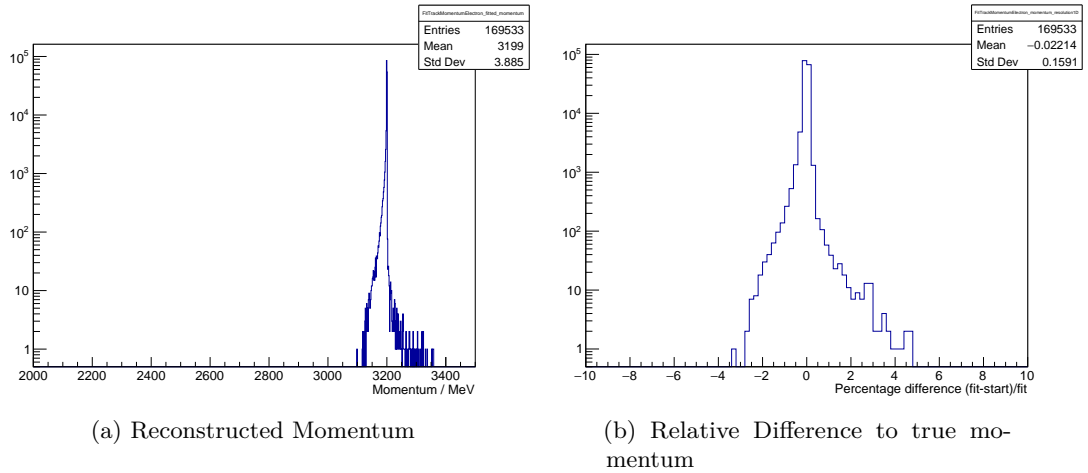 FitTrackMomentumElectron_fitted_momentum
Entries 169533
Mean 3199
Std Dev 3.885
10^5
10^4
10^3
10^2
10
1
2000 2200 2400 2600 2800 3000 3200 3400
Momentum / MeV
(a) Reconstructed Momentum
FitTrackMomentumElectron_momentum_resolution1D
Entries 169533
Mean −0.02214
Std Dev 0.1591
10^5
10^4
10^3
10^2
10
1
−10 −8 −6 −4 −2 0 2 4 6 8 10
Percentage difference (fit-start)/fit
(b) Relative Difference to true mo-
mentum